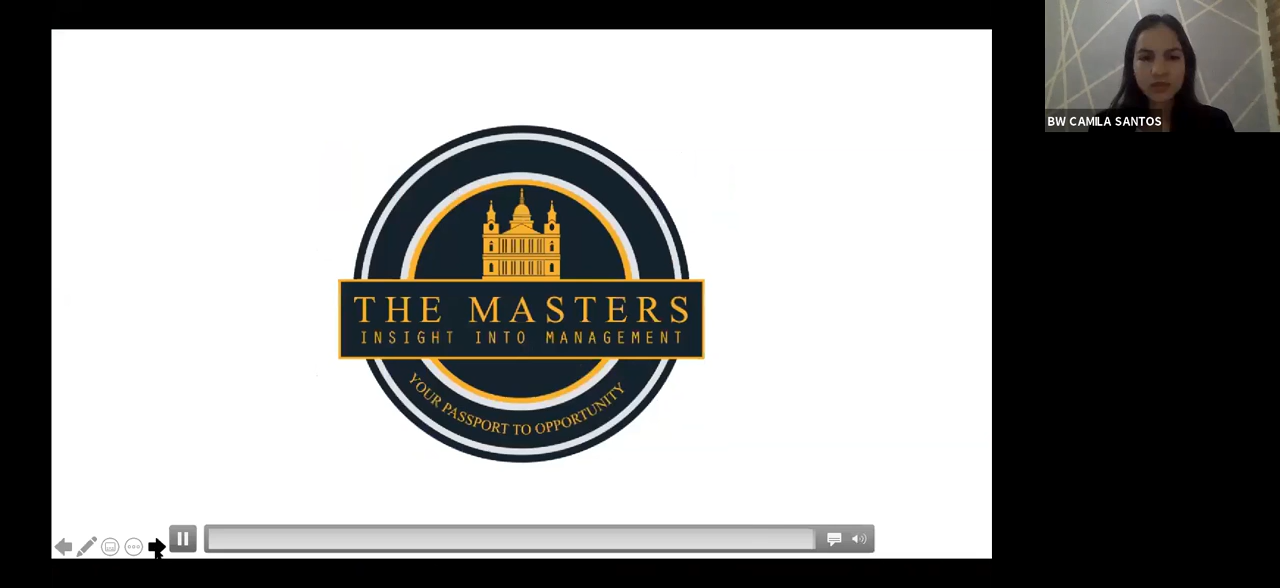 THE MASTERS
INSIGHT INTO MANAGEMENT
YOUR PASSPORT TO OPPORTUNITY
BW CAMILA SANTOS